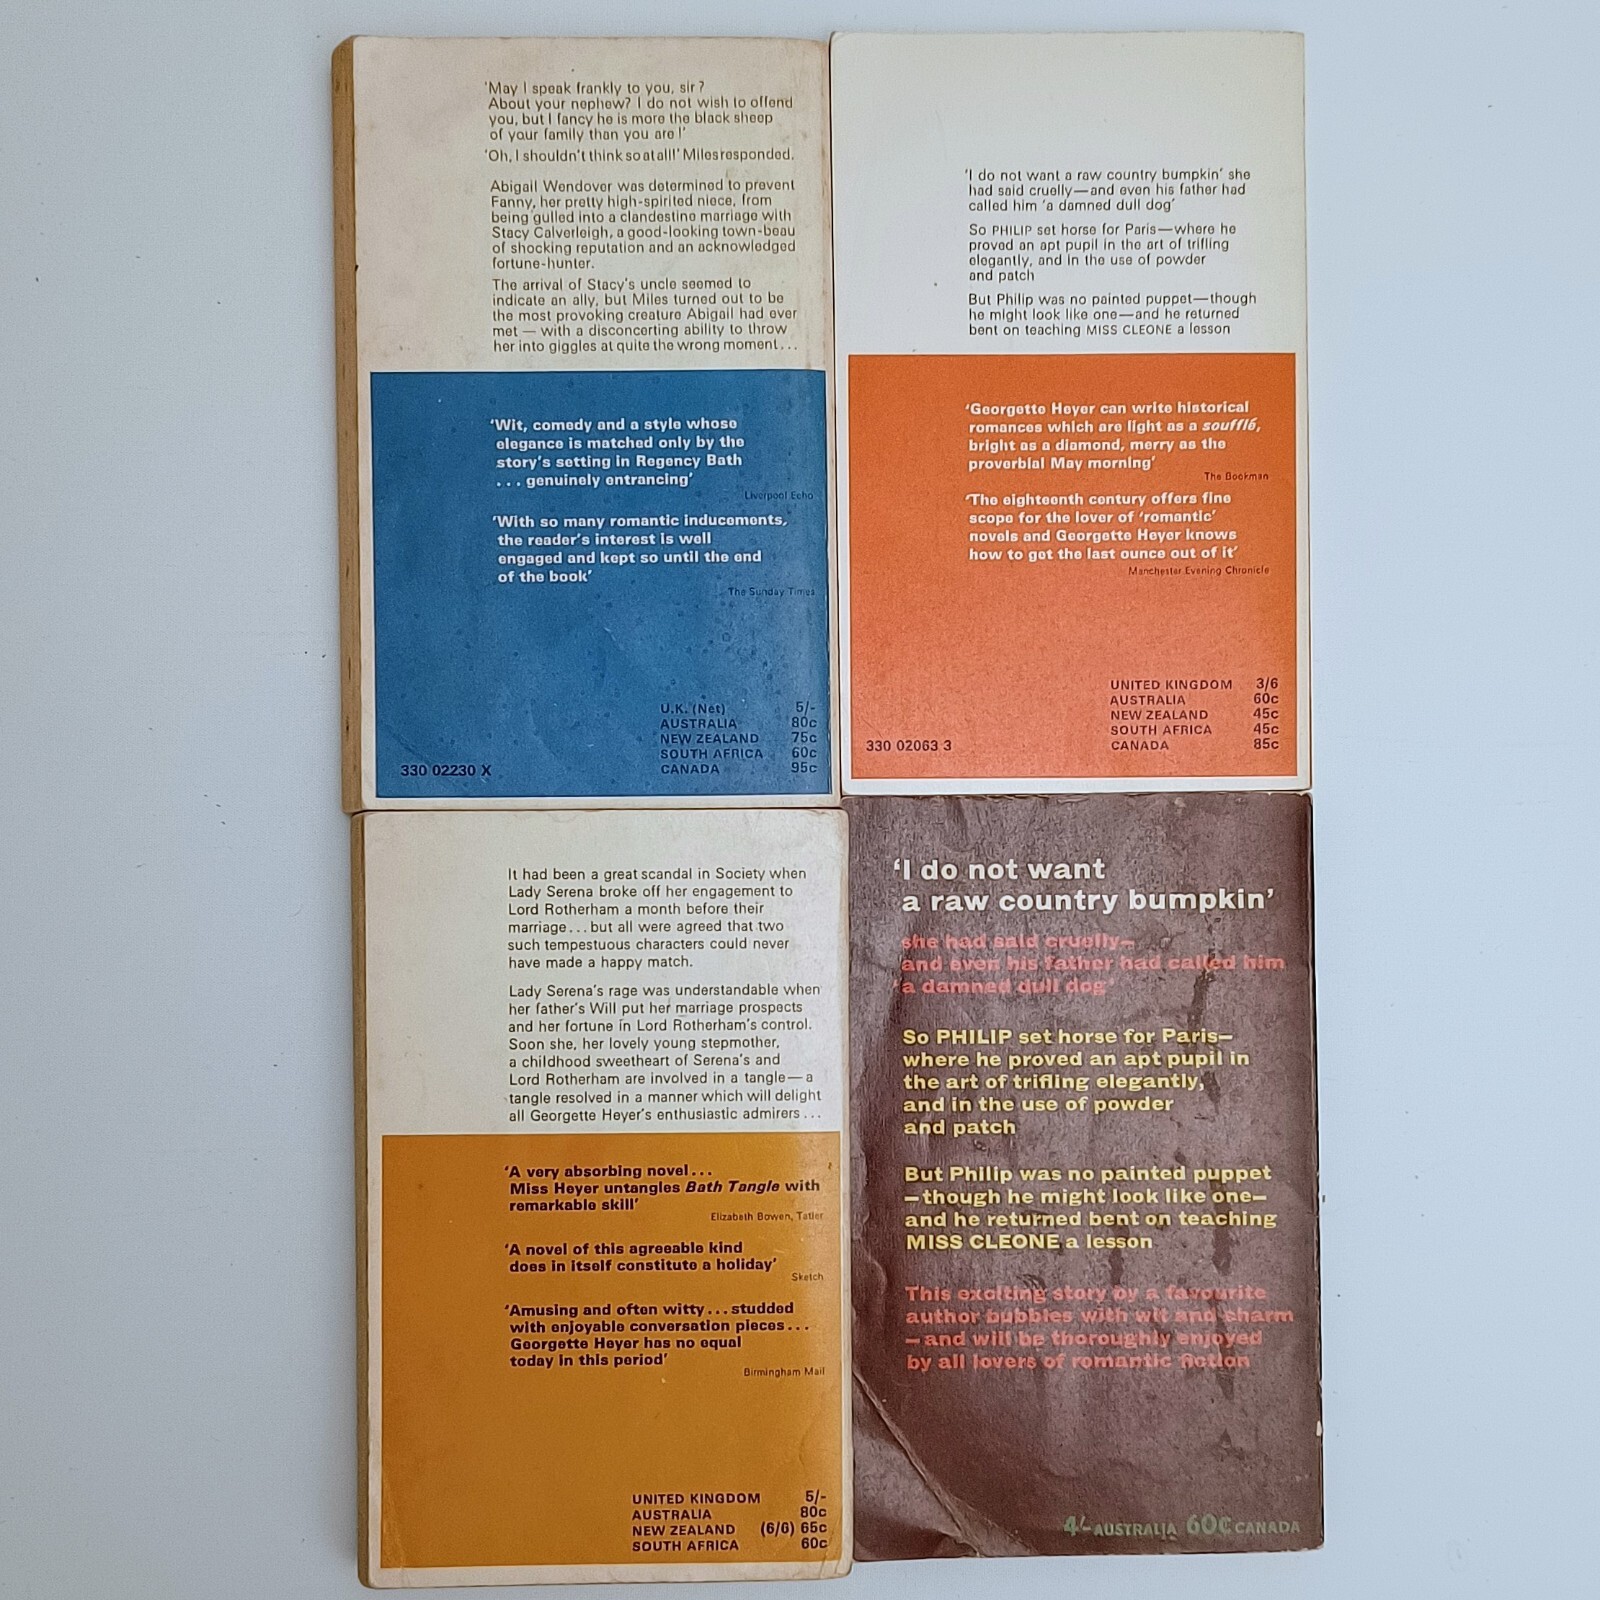 'May I speak frankly to you, sir?
About your nephew? I do not wish to offend
you, but I fancy he is more the black sheep
of your family than you are!'
'Oh, I shouldn't think so at all!' Miles responded.
Abigail Wendover was determined to prevent
Fanny, her pretty high-spirited niece, from
being gulled into a clandestine marriage with
Stacy Calverleigh, a good-looking town-beau
of shocking reputation and an acknowledged
fortune-hunter.
The arrival of Stacy's uncle seemed to
indicate an ally, but Miles turned out to be
the most provoking creature Abigail had ever
met — with a disconcerting ability to throw
her into giggles at quite the wrong moment...
'Wit, comedy and a style whose
elegance is matched only by the
story's setting in Regency Bath
... genuinely entrancing'
Liverpool Echo
'With so many romantic inducements,
the reader's interest is well
engaged and kept so until the end
of the book'
The Sunday Times
U.K. (Net) 5/-
AUSTRALIA 80c
NEW ZEALAND 75c
SOUTH AFRICA 60c
CANADA 95c
330 02230 X
'I do not want a raw country bumpkin' she
had said cruelly—and even his father had
called him 'a damned dull dog'
So PHILIP set horse for Paris—where he
proved an apt pupil in the art of trifling
elegantly, and in the use of powder
and patch
But Philip was no painted puppet—though
he might look like one—and he returned
bent on teaching MISS CLEONE a lesson
'Georgette Heyer can write historical
romances which are light as a soufflé,
bright as a diamond, merry as the
proverbial May morning'
The Bookman
'The eighteenth century offers fine
scope for the lover of 'romantic'
novels and Georgette Heyer knows
how to get the last ounce out of it'
Manchester Evening Chronicle
UNITED KINGDOM 3/6
AUSTRALIA 60c
NEW ZEALAND 45c
SOUTH AFRICA 45c
CANADA 85c
330 02063 3
It had been a great scandal in Society when
Lady Serena broke off her engagement to
Lord Rotherham a month before their
marriage...but all were agreed that two
such tempestuous characters could never
have made a happy match.
Lady Serena's rage was understandable when
her father's Will put her marriage prospects
and her fortune in Lord Rotherham's control.
Soon she, her lovely young stepmother,
a childhood sweetheart of Serena's and
Lord Rotherham are involved in a tangle—a
tangle resolved in a manner which will delight
all Georgette Heyer's enthusiastic admirers...
'A very absorbing novel...
Miss Heyer untangles Bath Tangle with
remarkable skill'
Elizabeth Bowen, Tatler
'A novel of this agreeable kind
does in itself constitute a holiday'
Sketch
'Amusing and often witty...studded
with enjoyable conversation pieces...
Georgette Heyer has no equal
today in this period'
Birmingham Mail
UNITED KINGDOM 5/-
AUSTRALIA 80c
NEW ZEALAND (6/6) 65c
SOUTH AFRICA 60c
'I do not want
a raw country bumpkin'
she had said cruelly—
and even his father had called him
'a damned dull dog'
So PHILIP set horse for Paris—
where he proved an apt pupil in
the art of trifling elegantly,
and in the use of powder
and patch
But Philip was no painted puppet
—though he might look like one—
and he returned bent on teaching
MISS CLEONE a lesson
This exciting story by a favourite
author bubbles with wit and charm
—and will be thoroughly enjoyed
by all lovers of romantic fiction
4/- AUSTRALIA 60c CANADA